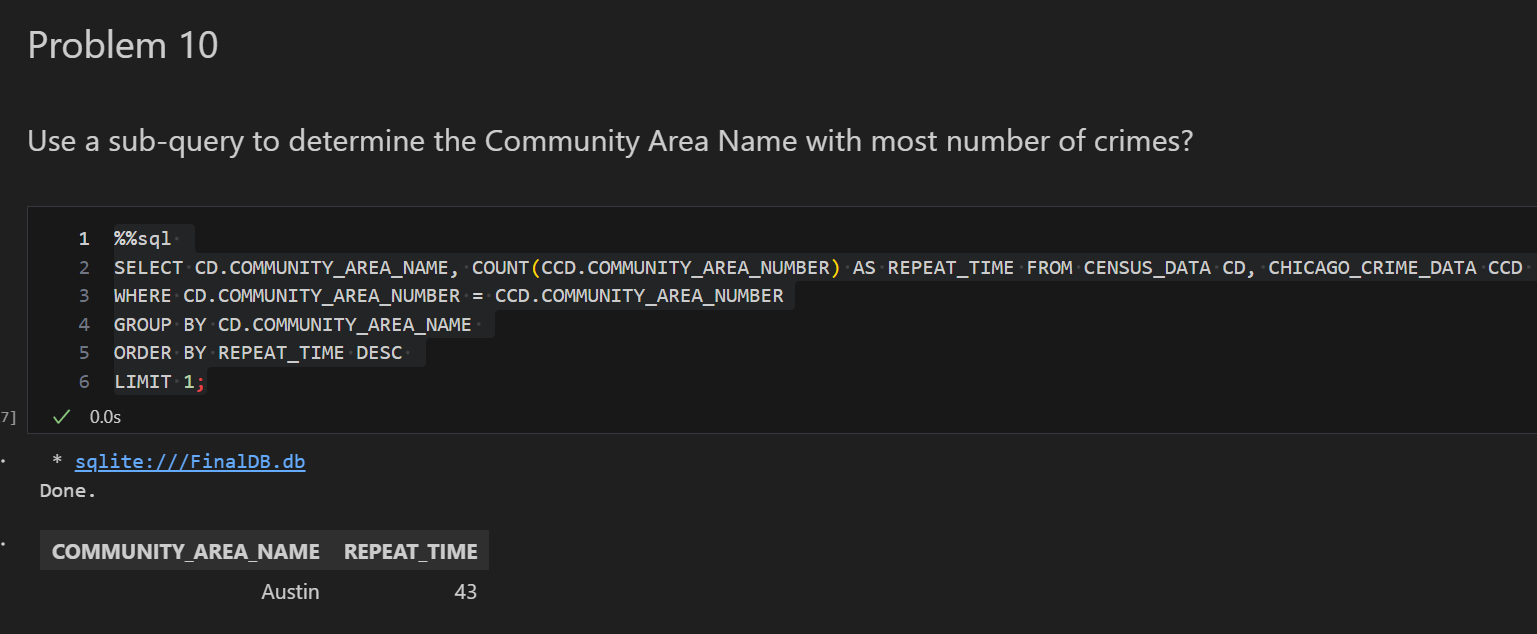 Problem 10
Use a sub-query to determine the Community Area Name with most number of crimes?
1 %%sql
2 SELECT CD.COMMUNITY_AREA_NAME, COUNT(CCD.COMMUNITY_AREA_NUMBER) AS REPEAT_TIME FROM CENSUS_DATA CD, CHICAGO_CRIME_DATA CCD
3 WHERE CD.COMMUNITY_AREA_NUMBER = CCD.COMMUNITY_AREA_NUMBER
4 GROUP BY CD.COMMUNITY_AREA_NAME
5 ORDER BY REPEAT_TIME DESC
6 LIMIT 1;
7] ✓ 0.0s
* sqlite:///FinalDB.db
Done.
COMMUNITY_AREA_NAME REPEAT_TIME
Austin 43